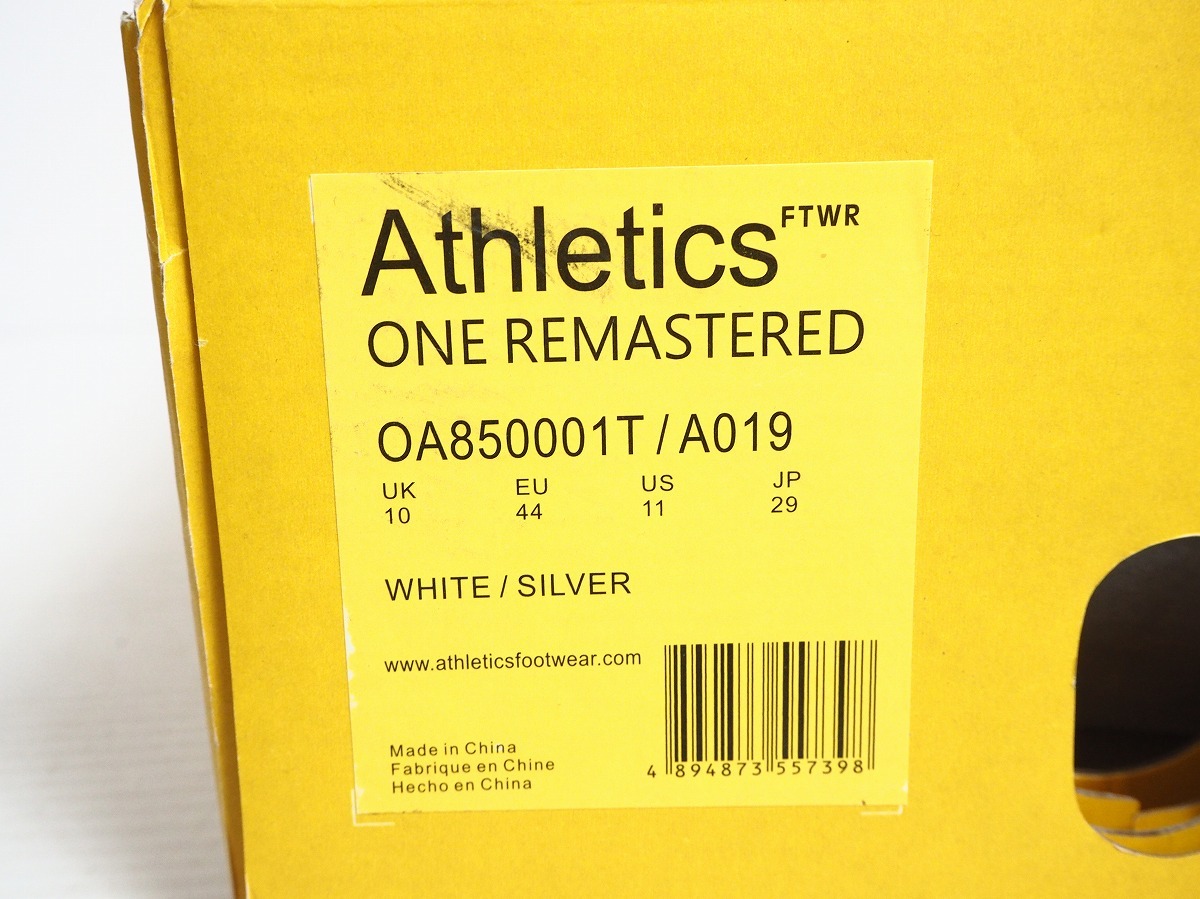 Athletics FTWR
ONE REMASTERED
OA850001T / A019
UK EU US JP
10 44 11 29
WHITE / SILVER
www.athleticsfootwear.com
Made in China
Fabrique en Chine
Hecho en China
4 894873 557398